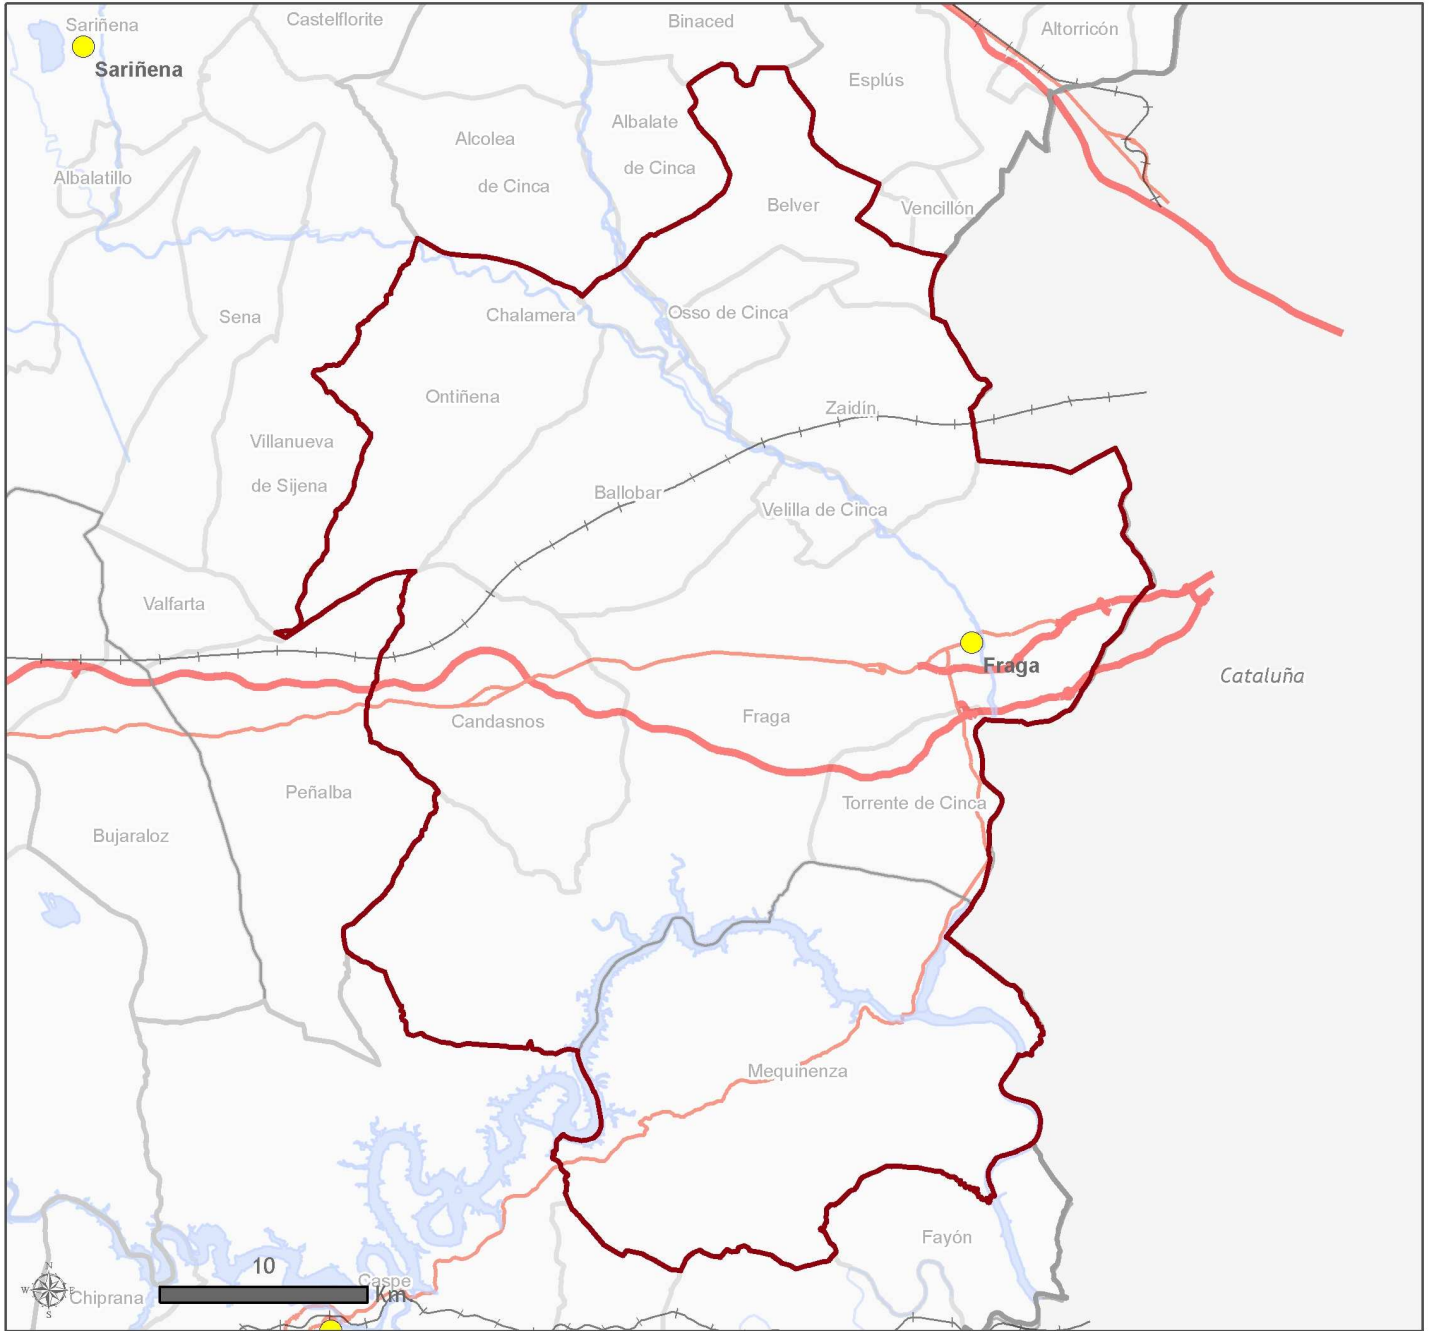 Sariñena
Castelflorite
Binaced
Altorricón
Sariñena
Esplús
Alcolea
de Cinca
Albalate
de Cinca
Albalatillo
Belver
Vencillón
Sena
Chalamera
Osso de Cinca
Ontiñena
Zaidín
Villanueva
de Sijena
Ballobar
Velilla de Cinca
Valfarta
Fraga
Cataluña
Candasnos
Fraga
Peñalba
Torrente de Cinca
Bujaraloz
Mequinenza
Fayón
10
Km
Caspe
Chiprana
N
W
E
S